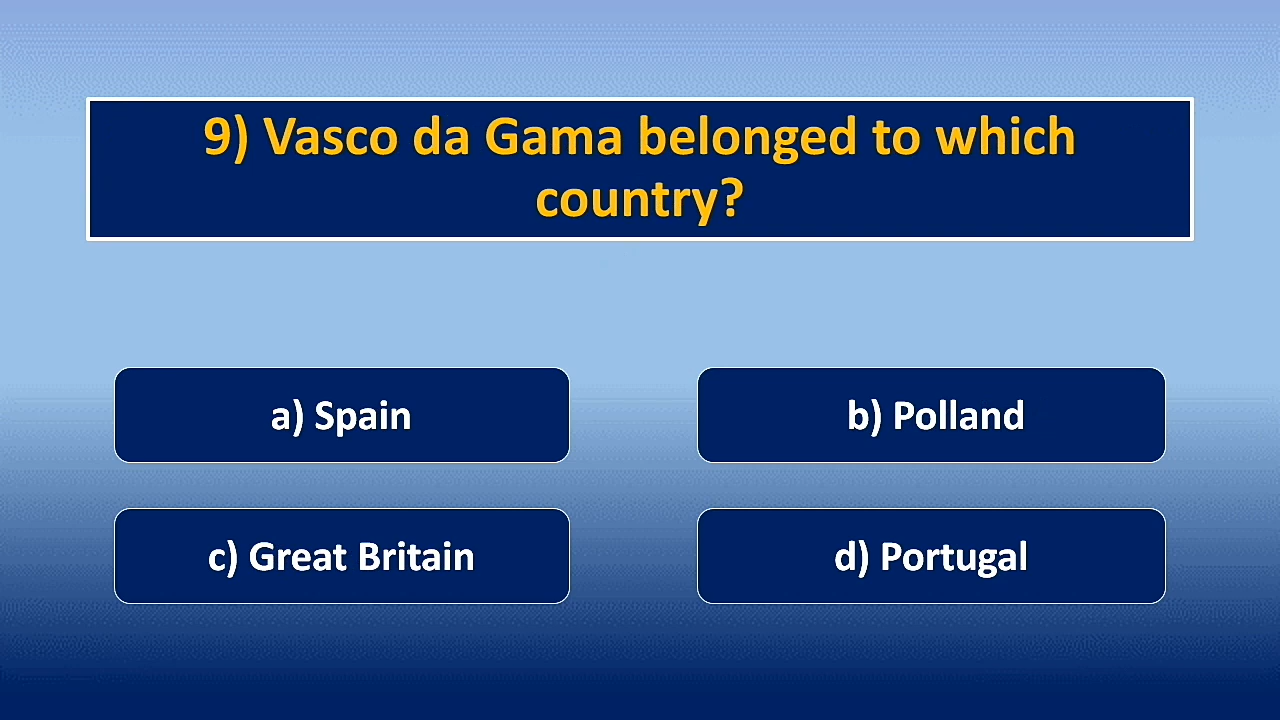 9) Vasco da Gama belonged to which
country?
a) Spain
b) Polland
c) Great Britain
d) Portugal